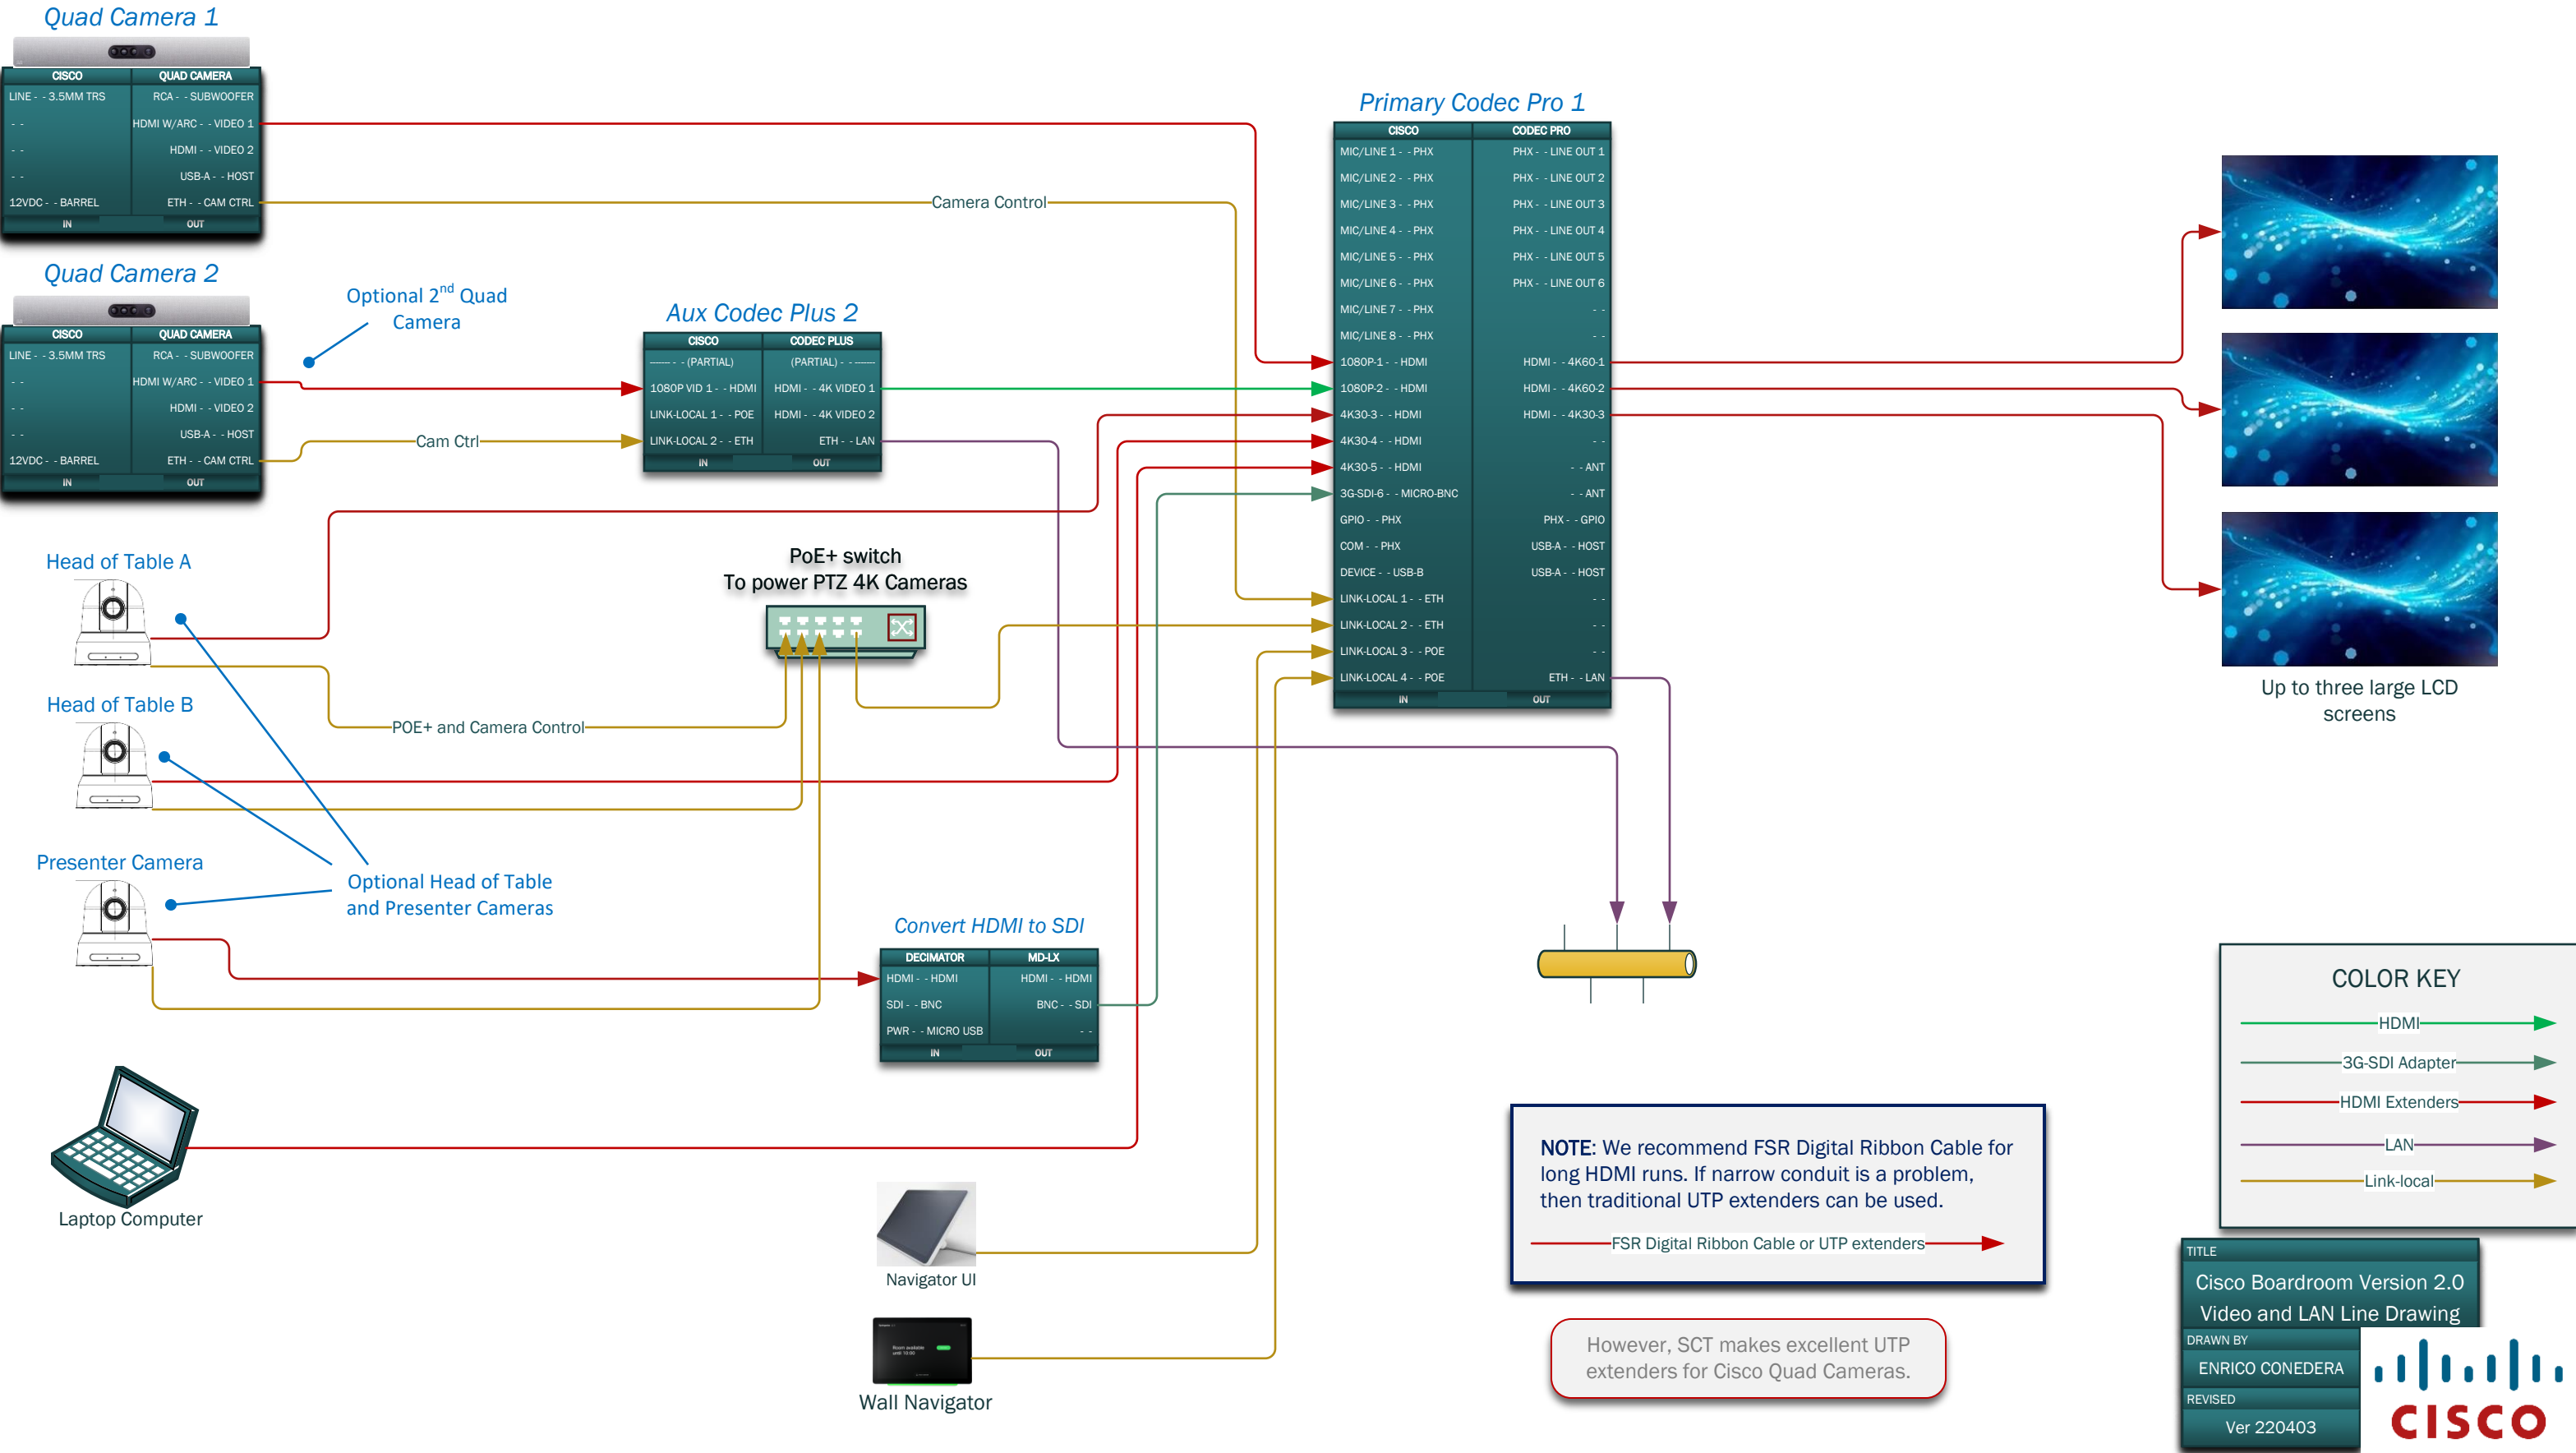 Quad Camera 1
CISCO QUAD CAMERA
LINE - - 3.5MM TRS RCA - - SUBWOOFER
- - HDMI W/ARC - - VIDEO 1
- - HDMI - - VIDEO 2
- - USB-A - - HOST
12VDC - - BARREL ETH - - CAM CTRL
IN OUT
Camera Control
Quad Camera 2
CISCO QUAD CAMERA
LINE - - 3.5MM TRS RCA - - SUBWOOFER
- - HDMI W/ARC - - VIDEO 1
- - HDMI - - VIDEO 2
- - USB-A - - HOST
12VDC - - BARREL ETH - - CAM CTRL
IN OUT
Optional 2nd Quad
Camera
Cam Ctrl
Aux Codec Plus 2
CISCO CODEC PLUS
------ - - (PARTIAL) (PARTIAL) - - ------
1080P VID 1 - - HDMI HDMI - - 4K VIDEO 1
LINK-LOCAL 1 - - POE HDMI - - 4K VIDEO 2
LINK-LOCAL 2 - - ETH ETH - - LAN
IN OUT
Primary Codec Pro 1
CISCO CODEC PRO
MIC/LINE 1 - - PHX PHX - - LINE OUT 1
MIC/LINE 2 - - PHX PHX - - LINE OUT 2
MIC/LINE 3 - - PHX PHX - - LINE OUT 3
MIC/LINE 4 - - PHX PHX - - LINE OUT 4
MIC/LINE 5 - - PHX PHX - - LINE OUT 5
MIC/LINE 6 - - PHX PHX - - LINE OUT 6
MIC/LINE 7 - - PHX - -
MIC/LINE 8 - - PHX - -
1080P-1 - - HDMI HDMI - - 4K60-1
1080P-2 - - HDMI HDMI - - 4K60-2
4K30-3 - - HDMI HDMI - - 4K30-3
4K30-4 - - HDMI - -
4K30-5 - - HDMI - - ANT
3G-SDI-6 - - MICRO-BNC - - ANT
GPIO - - PHX PHX - - GPIO
COM - - PHX USB-A - - HOST
DEVICE - - USB-B USB-A - - HOST
LINK-LOCAL 1 - - ETH - -
LINK-LOCAL 2 - - ETH - -
LINK-LOCAL 3 - - POE - -
LINK-LOCAL 4 - - POE ETH - - LAN
IN OUT
Up to three large LCD
screens
Head of Table A
PoE+ switch
To power PTZ 4K Cameras
Head of Table B
POE+ and Camera Control
Presenter Camera
Optional Head of Table
and Presenter Cameras
Convert HDMI to SDI
DECIMATOR MD-LX
HDMI - - HDMI HDMI - - HDMI
SDI - - BNC BNC - - SDI
PWR - - MICRO USB - -
IN OUT
Laptop Computer
Navigator UI
Room available
until 10:00
Wall Navigator
NOTE: We recommend FSR Digital Ribbon Cable for
long HDMI runs. If narrow conduit is a problem,
then traditional UTP extenders can be used.
FSR Digital Ribbon Cable or UTP extenders
However, SCT makes excellent UTP
extenders for Cisco Quad Cameras.
COLOR KEY
HDMI
3G-SDI Adapter
HDMI Extenders
LAN
Link-local
TITLE
Cisco Boardroom Version 2.0
Video and LAN Line Drawing
DRAWN BY
ENRICO CONEDERA
REVISED
Ver 220403
CISCO